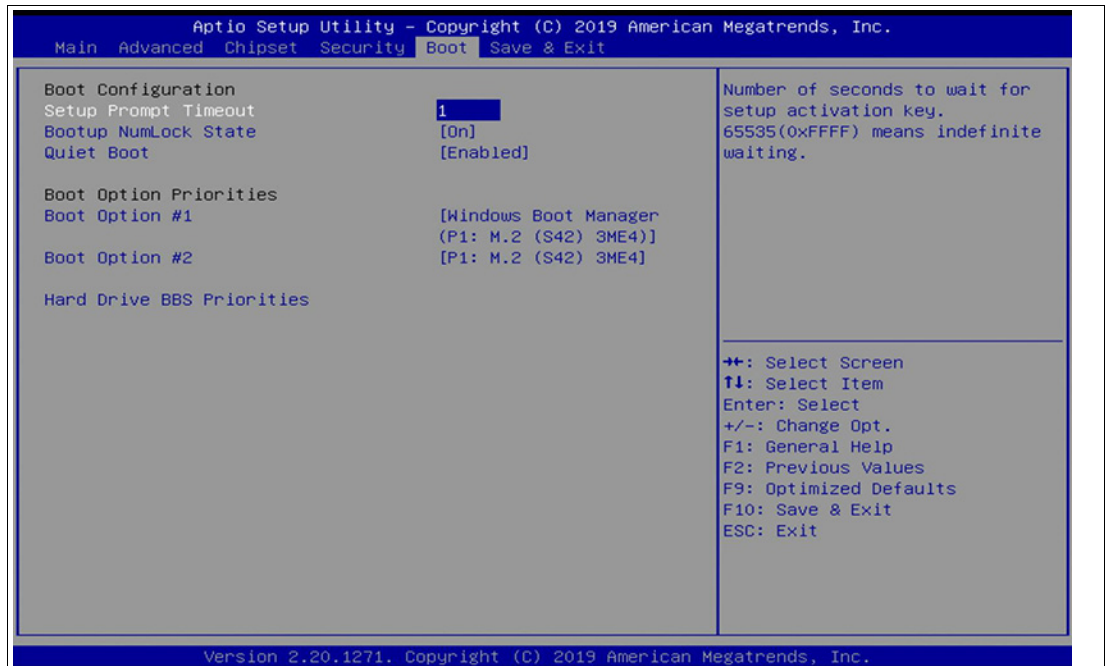 Aptio Setup Utility – Copyright (C) 2019 American Megatrends, Inc.
Main Advanced Chipset Security Boot Save & Exit
Boot Configuration
Setup Prompt Timeout 1
Bootup NumLock State [On]
Quiet Boot [Enabled]
Boot Option Priorities
Boot Option #1 [Windows Boot Manager
(P1: M.2 (S42) 3ME4)]
Boot Option #2 [P1: M.2 (S42) 3ME4]
Hard Drive BBS Priorities
Number of seconds to wait for
setup activation key.
65535(0xFFFF) means indefinite
waiting.
→←: Select Screen
↑↓: Select Item
Enter: Select
+/-: Change Opt.
F1: General Help
F2: Previous Values
F9: Optimized Defaults
F10: Save & Exit
ESC: Exit
Version 2.20.1271. Copyright (C) 2019 American Megatrends, Inc.